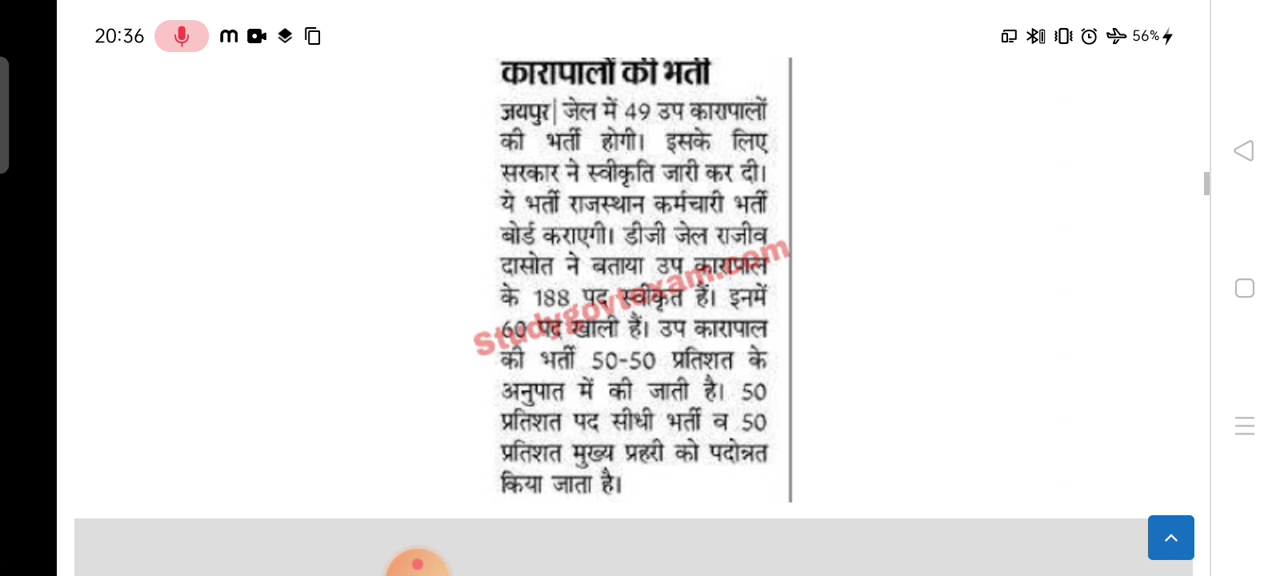 20:36
m
56%
कारापालों की भर्ती
जयपुर| जेल में 49 उप कारापालों
की भर्ती होगी। इसके लिए
सरकार ने स्वीकृति जारी कर दी।
ये भर्ती राजस्थान कर्मचारी भर्ती
बोर्ड कराएगी। डीजी जेल राजीव
दासोत ने बताया उप कारापाल
के 188 पद स्वीकृत हैं। इनमें
60 पद खाली हैं। उप कारापाल
की भर्ती 50-50 प्रतिशत के
अनुपात में की जाती है। 50
प्रतिशत पद सीधी भर्ती व 50
प्रतिशत मुख्य प्रहरी को पदोन्नत
किया जाता है।
Studygovtexam.com